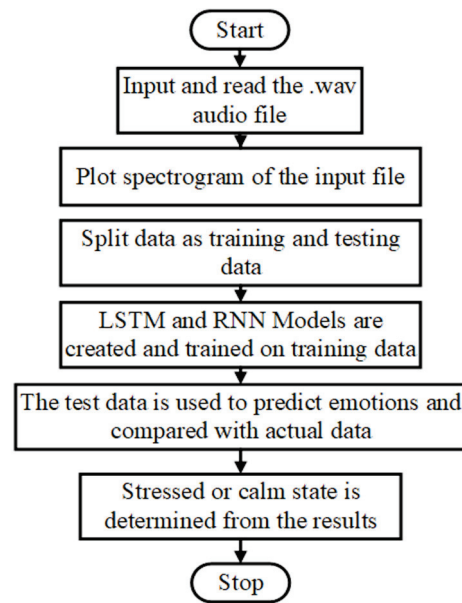 Start
Input and read the .wav
audio file
Plot spectrogram of the input file
Split data as training and testing
data
LSTM and RNN Models are
created and trained on training data
The test data is used to predict emotions and
compared with actual data
Stressed or calm state is
determined from the results
Stop